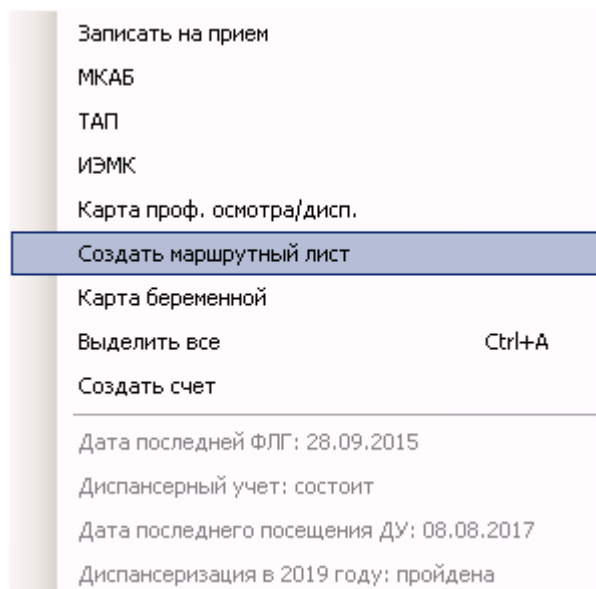 Записать на прием
МКАБ
ТАП
ИЭМК
Карта проф. осмотра/дисп.
Создать маршрутный лист
Карта беременной
Выделить все Ctrl+A
Создать счет
Дата последней ФЛГ: 28.09.2015
Диспансерный учет: состоит
Дата последнего посещения ДУ: 08.08.2017
Диспансеризация в 2019 году: пройдена